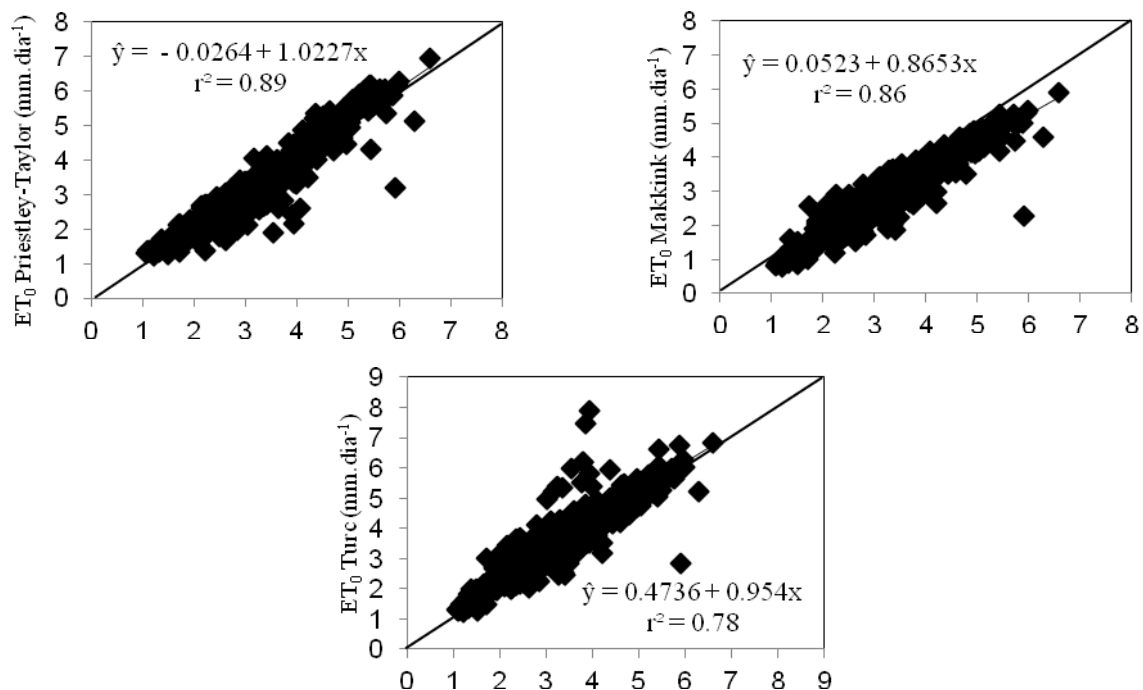 8
7
6
5
4
3
2
1
0
ET₀ Priestley-Taylor (mm.dia⁻¹)
ŷ = - 0.0264 + 1.0227x
r² = 0.89
0 1 2 3 4 5 6 7 8
8
7
6
5
4
3
2
1
0
ET₀ Makkink (mm.dia⁻¹)
ŷ = 0.0523 + 0.8653x
r² = 0.86
0 1 2 3 4 5 6 7 8
9
8
7
6
5
4
3
2
1
0
ET₀ Turc (mm.dia⁻¹)
ŷ = 0.4736 + 0.954x
r² = 0.78
0 1 2 3 4 5 6 7 8 9